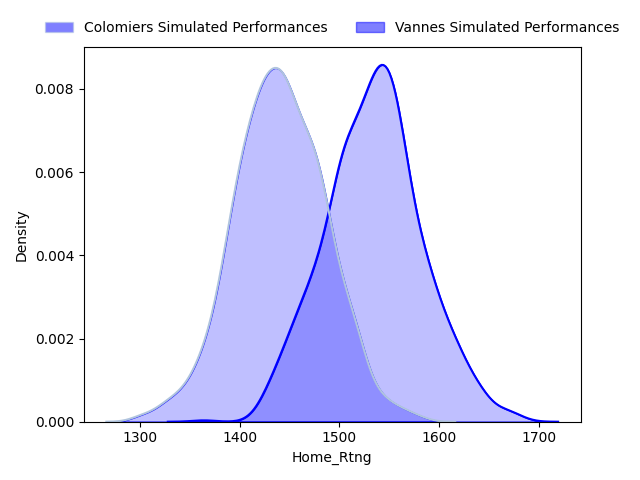 Colomiers Simulated Performances Vannes Simulated Performances
0.008
0.006
0.004
0.002
0.000
Density
1300 1400 1500 1600 1700
Home_Rtng